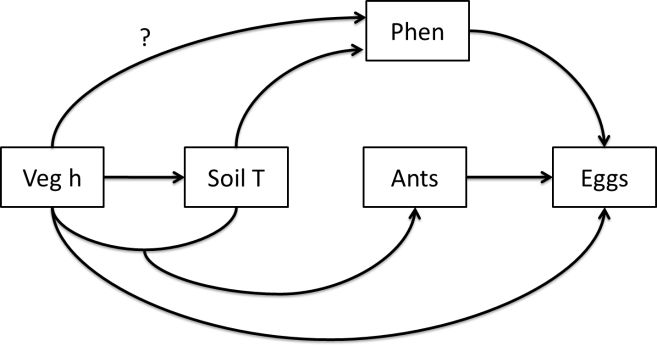 ?
Phen
Veg h
Soil T
Ants
Eggs